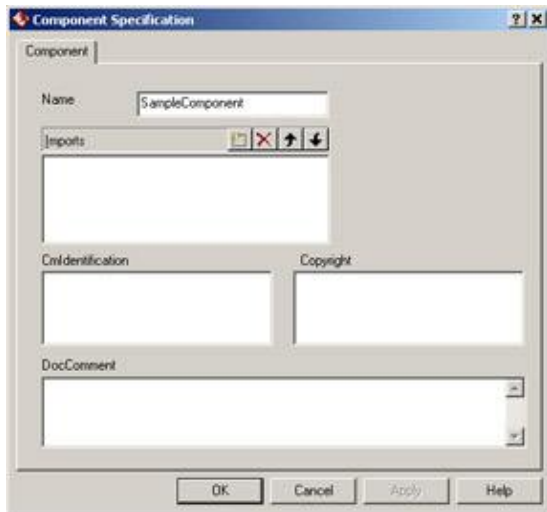 Component Specification
Component
Name
SampleComponent
Imports
CmIdentification
Copyright
DocComment
OK
Cancel
Apply
Help